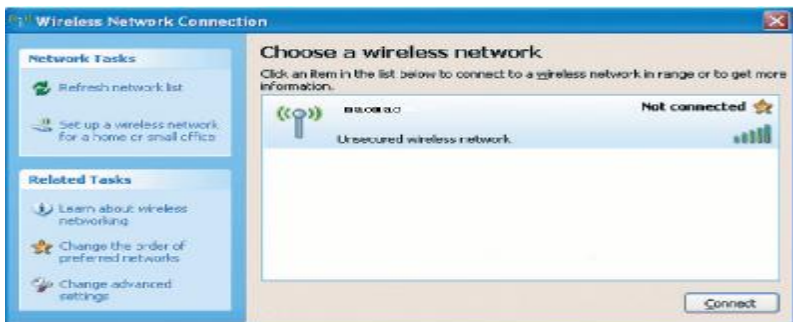 Wireless Network Connection
Network Tasks
Refresh network list
Set up a wireless network
for a home or small office
Related Tasks
Learn about wireless
networking
Change the order of
preferred networks
Change advanced
settings
Choose a wireless network
Click an item in the list below to connect to a wireless network in range or to get more
information.
maomao
Not connected
Unsecured wireless network
Connect